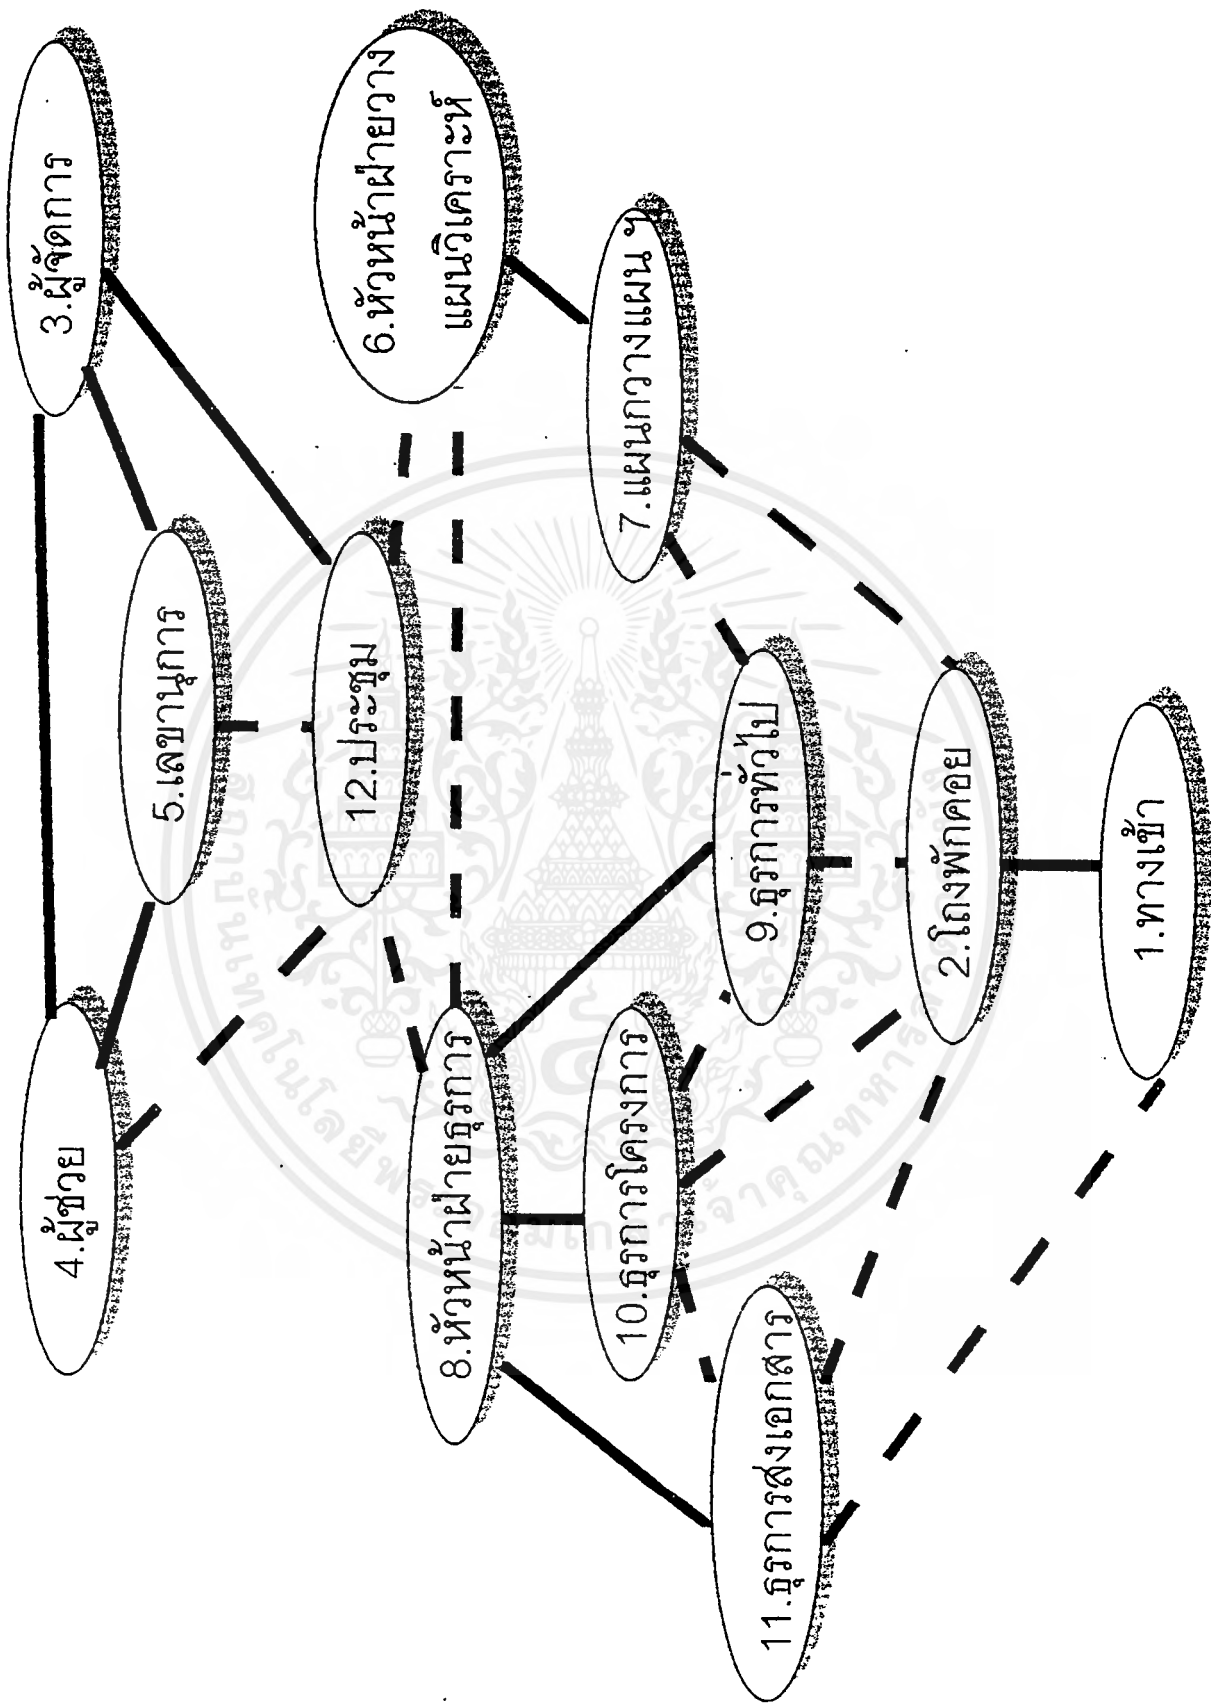 4.ผู้ช่วย
3.ผู้จัดการ
5.เลขานุการ
12.ประชุม
6.หัวหน้าฝ่ายวาง
แผนวิเคราะห์
8.หัวหน้าฝ่ายธุรการ
10.ธุรการโครงการ
7.แผนกวางแผน ฯ
11.ธุรการส่งเอกสาร
9.ธุรการทั่วไป
2.โถงพักคอย
1.ทางเข้า